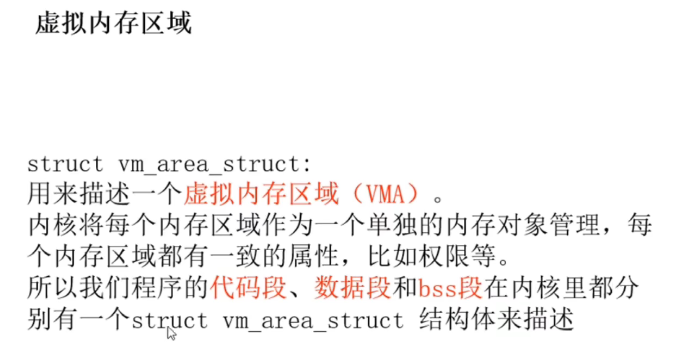 虚拟内存区域
struct vm_area_struct:
用来描述一个虚拟内存区域（VMA）。
内核将每个内存区域作为一个单独的内存对象管理，每
个内存区域都有一致的属性，比如权限等。
所以我们程序的代码段、数据段和bss段在内核里都分
别有一个struct vm_area_struct 结构体来描述